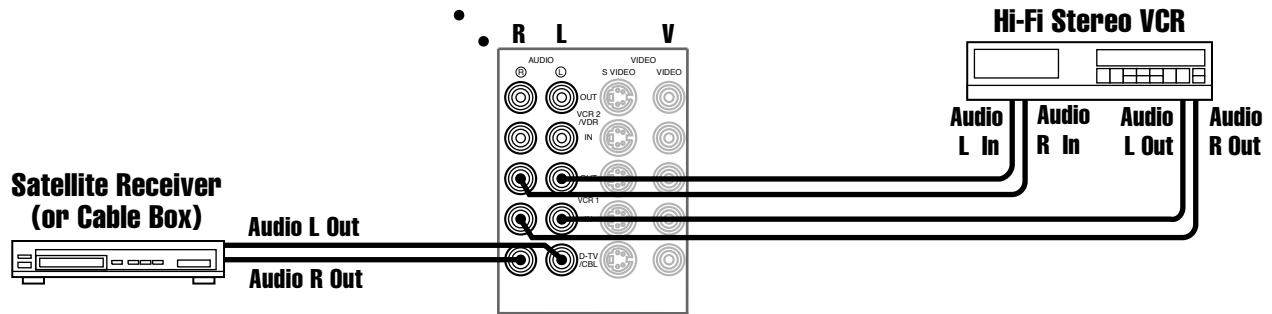 Hi-Fi Stereo VCR
R L V
AUDIO VIDEO
R L S VIDEO VIDEO
OUT
VCR 2
/VDR
IN
Audio
L In
Audio
R In
Audio
L Out
Audio
R Out
OUT
VCR 1
Satellite Receiver
(or Cable Box)
Audio L Out
Audio R Out
D-TV
/CBL